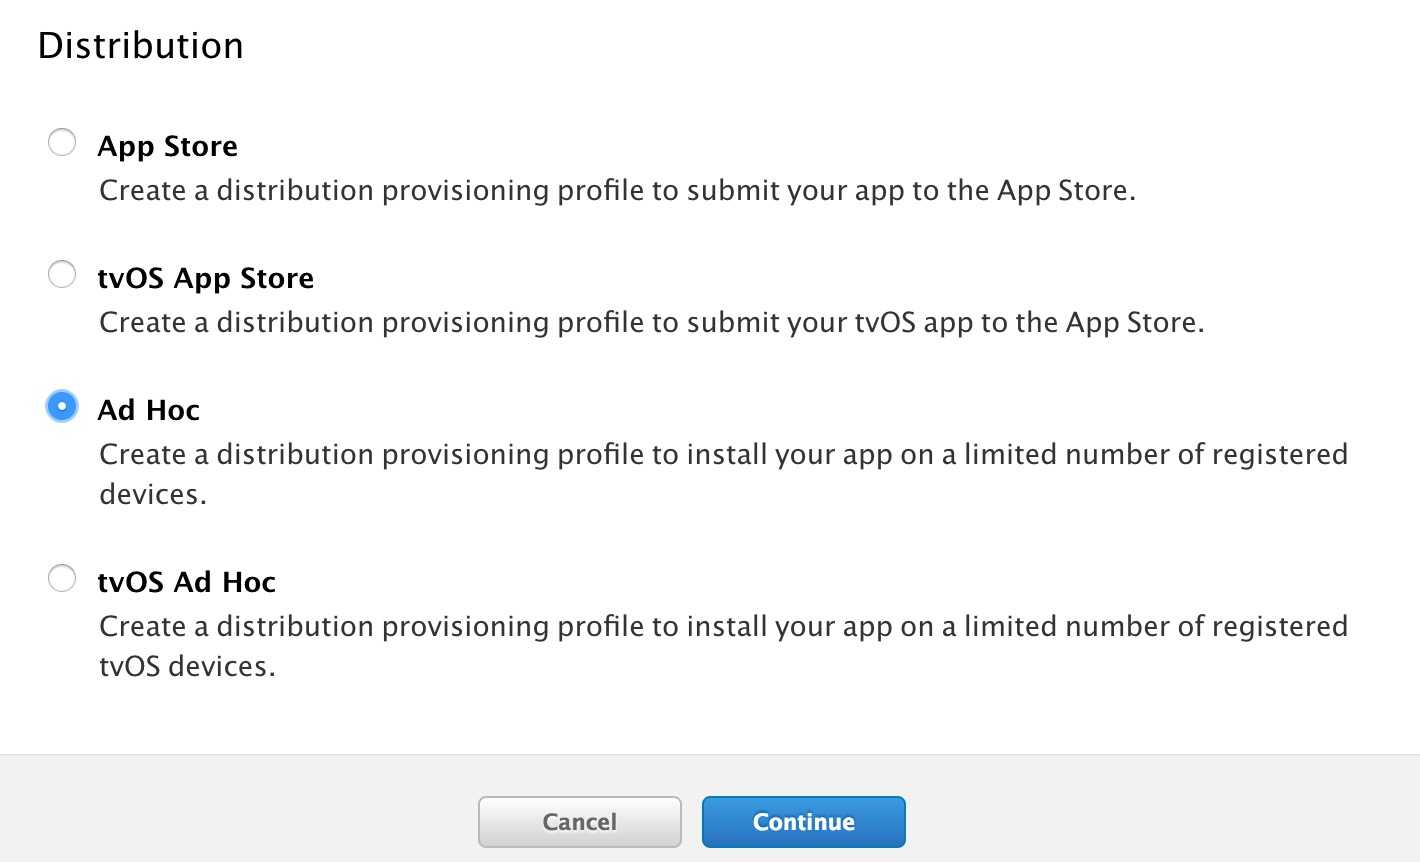 Distribution
App Store
Create a distribution provisioning profile to submit your app to the App Store.
tvOS App Store
Create a distribution provisioning profile to submit your tvOS app to the App Store.
Ad Hoc
Create a distribution provisioning profile to install your app on a limited number of registered
devices.
tvOS Ad Hoc
Create a distribution provisioning profile to install your app on a limited number of registered
tvOS devices.
Cancel
Continue